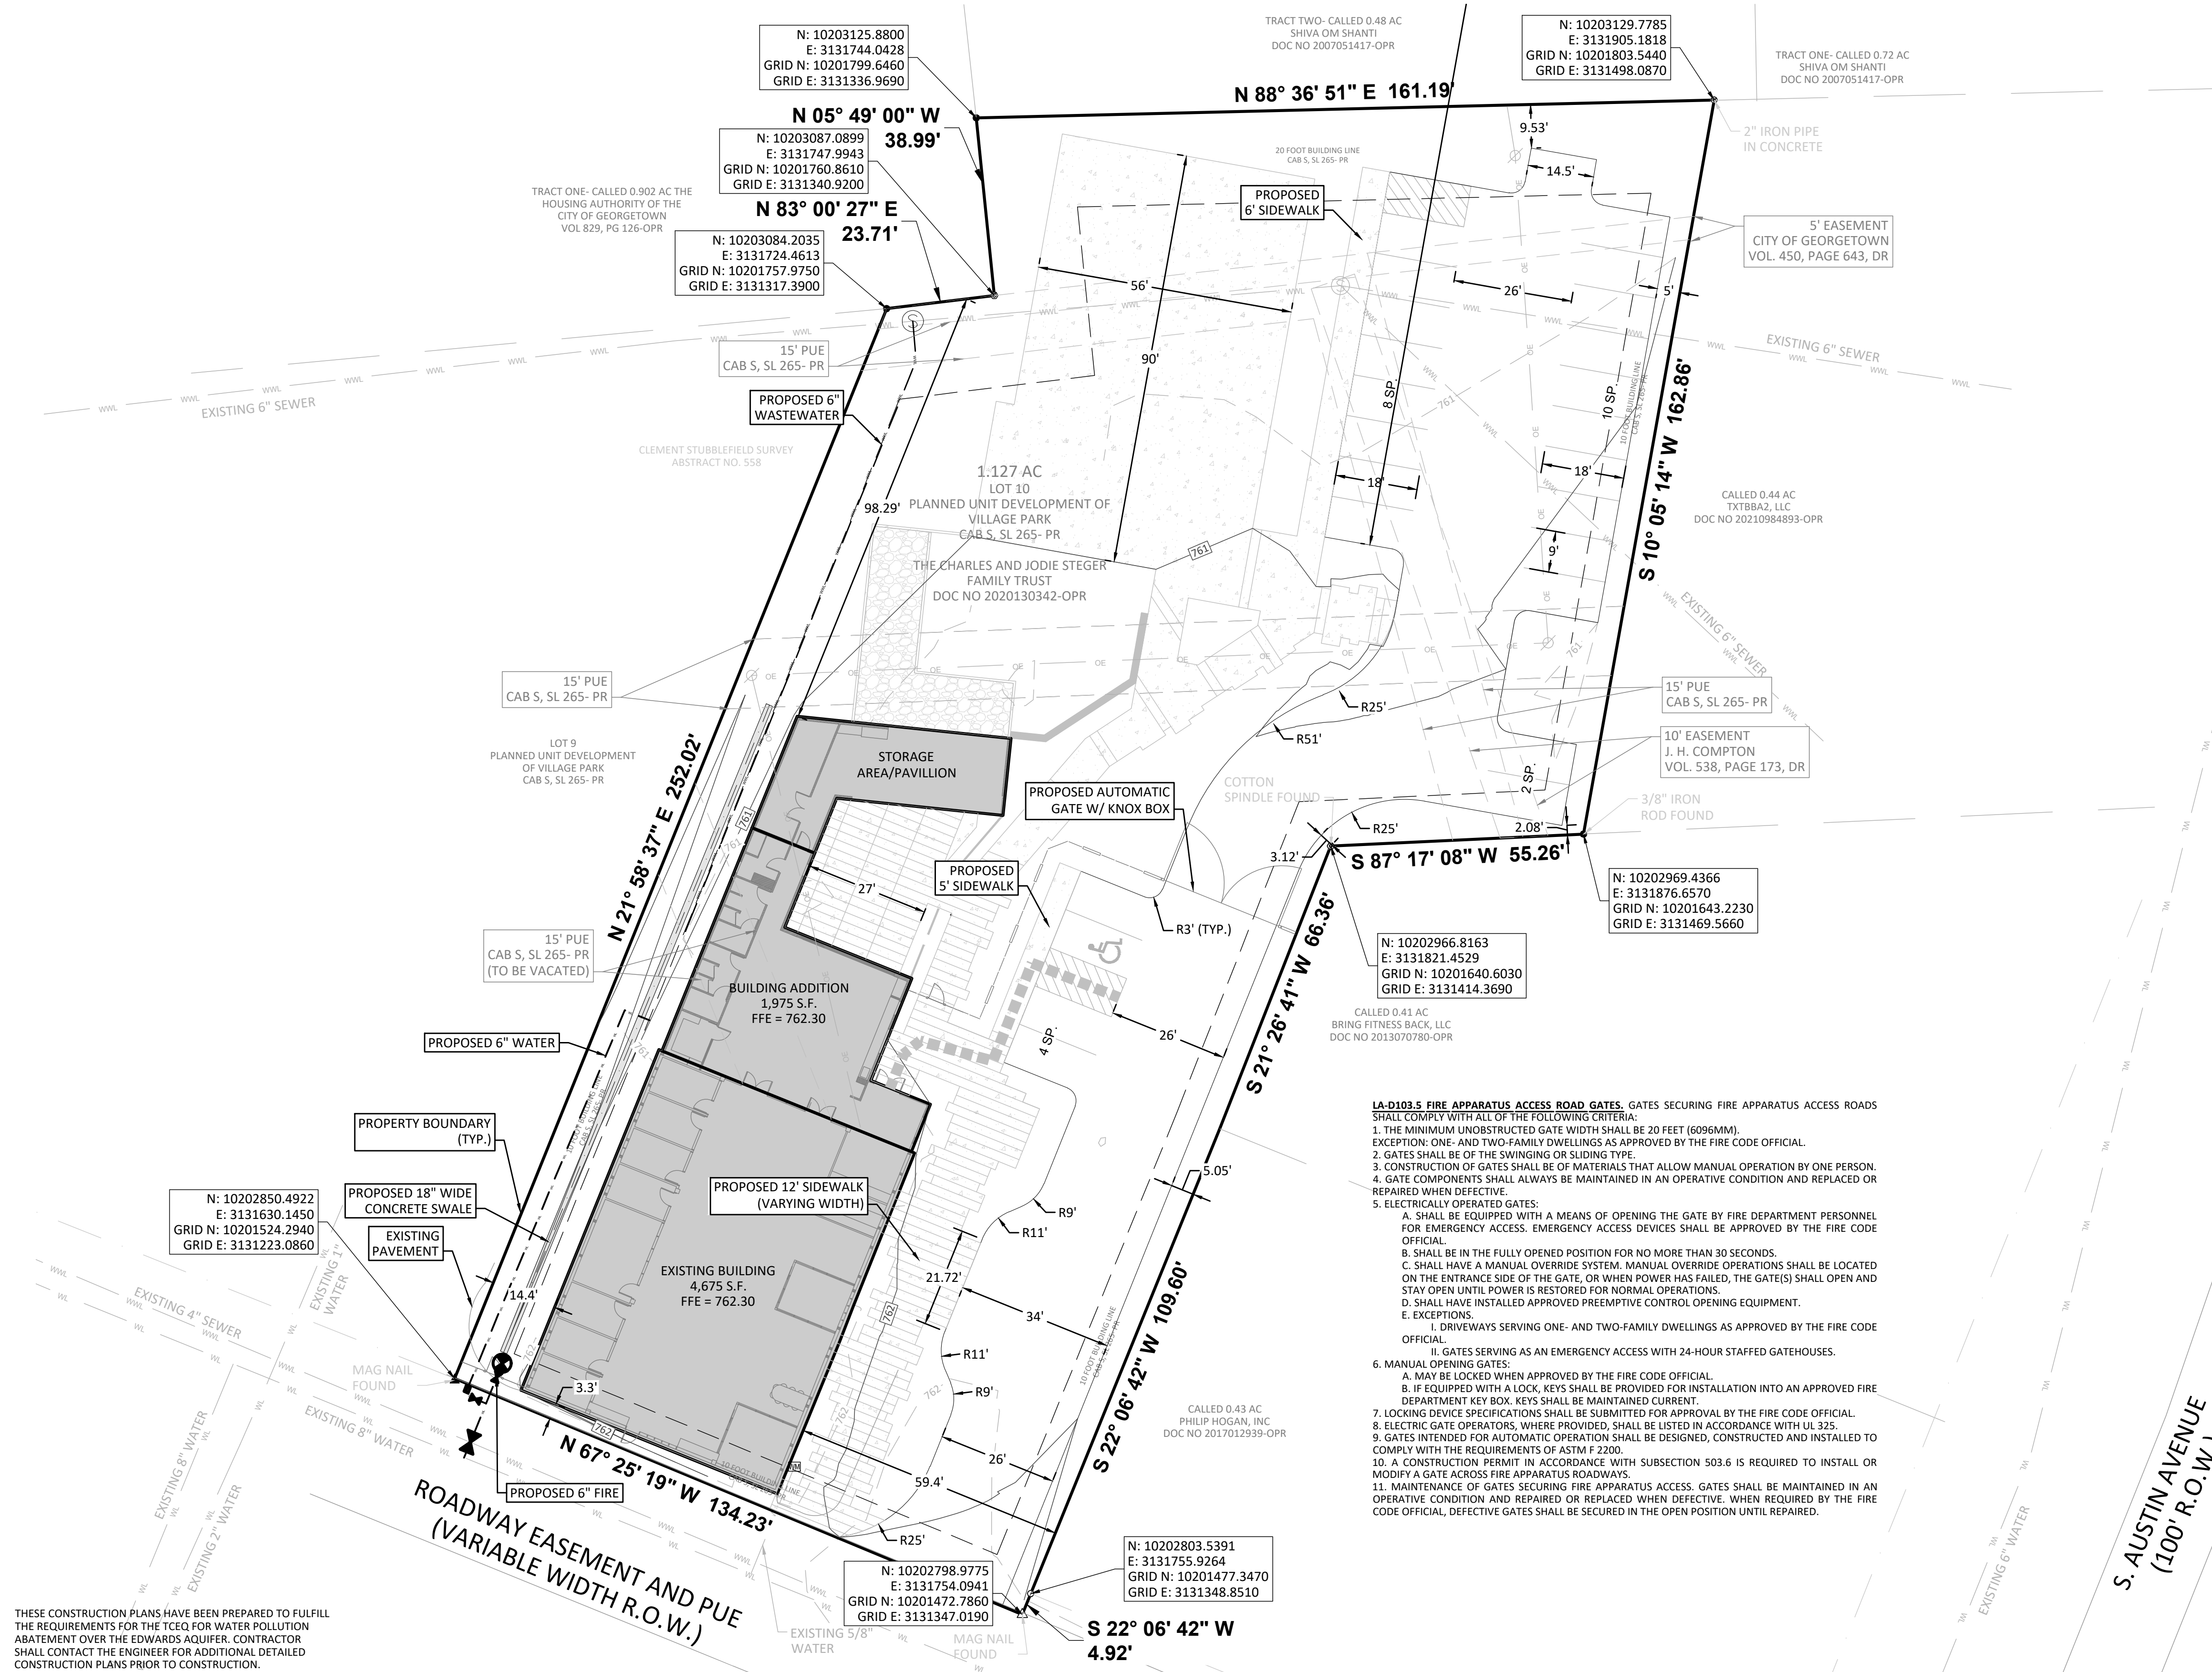 TRACT TWO- CALLED 0.48 AC
SHIVA OM SHANTI
DOC NO 2007051417-OPR
N: 10203125.8800
E: 3131744.0428
GRID N: 10201799.6460
GRID E: 3131336.9690
N: 10203129.7785
E: 3131905.1818
GRID N: 10201803.5440
GRID E: 3131498.0870
TRACT ONE- CALLED 0.72 AC
SHIVA OM SHANTI
DOC NO 2007051417-OPR
N 88° 36' 51" E 161.19'
N 05° 49' 00" W
38.99'
N: 10203087.0899
E: 3131747.9943
GRID N: 10201760.8610
GRID E: 3131340.9200
9.53'
2" IRON PIPE
IN CONCRETE
20 FOOT BUILDING LINE
CAB S, SL 265- PR
14.5'
TRACT ONE- CALLED 0.902 AC THE
HOUSING AUTHORITY OF THE
CITY OF GEORGETOWN
VOL 829, PG 126-OPR
N 83° 00' 27" E
23.71'
PROPOSED
6' SIDEWALK
5' EASEMENT
CITY OF GEORGETOWN
VOL. 450, PAGE 643, DR
N: 10203084.2035
E: 3131724.4613
GRID N: 10201757.9750
GRID E: 3131317.3900
56'
26'
5'
15' PUE
CAB S, SL 265- PR
90'
EXISTING 6" SEWER
EXISTING 6" SEWER
8 SP.
10 SP.
761
10 FOOT BUILDING LINE
CAB S, SL 265- PR
S 10° 05' 14" W 162.86'
PROPOSED 6"
WASTEWATER
CLEMENT STUBBLEFIELD SURVEY
ABSTRACT NO. 558
1.127 AC
LOT 10
PLANNED UNIT DEVELOPMENT OF
VILLAGE PARK
CAB S, SL 265- PR
18'
18'
98.29'
CALLED 0.44 AC
TXTBBA2, LLC
DOC NO 20210984893-OPR
761
9'
THE CHARLES AND JODIE STEGER
FAMILY TRUST
DOC NO 2020130342-OPR
EXISTING 6" SEWER
761
15' PUE
CAB S, SL 265- PR
15' PUE
CAB S, SL 265- PR
R25'
R51'
LOT 9
PLANNED UNIT DEVELOPMENT
OF VILLAGE PARK
CAB S, SL 265- PR
N 21° 58' 37" E 252.02'
STORAGE
AREA/PAVILLION
10' EASEMENT
J. H. COMPTON
VOL. 538, PAGE 173, DR
PROPOSED AUTOMATIC
GATE W/ KNOX BOX
COTTON
SPINDLE FOUND
2 SP.
3/8" IRON
ROD FOUND
761
761
R25'
2.08'
3.12'
S 87° 17' 08" W 55.26'
PROPOSED
5' SIDEWALK
27'
R3' (TYP.)
N: 10202969.4366
E: 3131876.6570
GRID N: 10201643.2230
GRID E: 3131469.5660
15' PUE
CAB S, SL 265- PR
(TO BE VACATED)
N: 10202966.8163
E: 3131821.4529
GRID N: 10201640.6030
GRID E: 3131414.3690
S 21° 26' 41" W 66.36'
BUILDING ADDITION
1,975 S.F.
FFE = 762.30
CALLED 0.41 AC
BRING FITNESS BACK, LLC
DOC NO 2013070780-OPR
PROPOSED 6" WATER
761
4 SP.
26'
10 FOOT BUILDING LINE
CAB S, SL 265- PR
PROPERTY BOUNDARY
(TYP.)
LA-D103.5 FIRE APPARATUS ACCESS ROAD GATES. GATES SECURING FIRE APPARATUS ACCESS ROADS
SHALL COMPLY WITH ALL OF THE FOLLOWING CRITERIA:
1. THE MINIMUM UNOBSTRUCTED GATE WIDTH SHALL BE 20 FEET (6096MM).
EXCEPTION: ONE- AND TWO-FAMILY DWELLINGS AS APPROVED BY THE FIRE CODE OFFICIAL.
2. GATES SHALL BE OF THE SWINGING OR SLIDING TYPE.
3. CONSTRUCTION OF GATES SHALL BE OF MATERIALS THAT ALLOW MANUAL OPERATION BY ONE PERSON.
4. GATE COMPONENTS SHALL ALWAYS BE MAINTAINED IN AN OPERATIVE CONDITION AND REPLACED OR
REPAIRED WHEN DEFECTIVE.
5. ELECTRICALLY OPERATED GATES:
A. SHALL BE EQUIPPED WITH A MEANS OF OPENING THE GATE BY FIRE DEPARTMENT PERSONNEL
FOR EMERGENCY ACCESS. EMERGENCY ACCESS DEVICES SHALL BE APPROVED BY THE FIRE CODE
OFFICIAL.
B. SHALL BE IN THE FULLY OPENED POSITION FOR NO MORE THAN 30 SECONDS.
C. SHALL HAVE A MANUAL OVERRIDE SYSTEM. MANUAL OVERRIDE OPERATIONS SHALL BE LOCATED
ON THE ENTRANCE SIDE OF THE GATE, OR WHEN POWER HAS FAILED, THE GATE(S) SHALL OPEN AND
STAY OPEN UNTIL POWER IS RESTORED FOR NORMAL OPERATIONS.
D. SHALL HAVE INSTALLED APPROVED PREEMPTIVE CONTROL OPENING EQUIPMENT.
E. EXCEPTIONS.
I. DRIVEWAYS SERVING ONE- AND TWO-FAMILY DWELLINGS AS APPROVED BY THE FIRE CODE
OFFICIAL.
II. GATES SERVING AS AN EMERGENCY ACCESS WITH 24-HOUR STAFFED GATEHOUSES.
6. MANUAL OPENING GATES:
A. MAY BE LOCKED WHEN APPROVED BY THE FIRE CODE OFFICIAL.
B. IF EQUIPPED WITH A LOCK, KEYS SHALL BE PROVIDED FOR INSTALLATION INTO AN APPROVED FIRE
DEPARTMENT KEY BOX. KEYS SHALL BE MAINTAINED CURRENT.
7. LOCKING DEVICE SPECIFICATIONS SHALL BE SUBMITTED FOR APPROVAL BY THE FIRE CODE OFFICIAL.
8. ELECTRIC GATE OPERATORS, WHERE PROVIDED, SHALL BE LISTED IN ACCORDANCE WITH UL 325.
9. GATES INTENDED FOR AUTOMATIC OPERATION SHALL BE DESIGNED, CONSTRUCTED AND INSTALLED TO
COMPLY WITH THE REQUIREMENTS OF ASTM F 2200.
10. A CONSTRUCTION PERMIT IN ACCORDANCE WITH SUBSECTION 503.6 IS REQUIRED TO INSTALL OR
MODIFY A GATE ACROSS FIRE APPARATUS ROADWAYS.
11. MAINTENANCE OF GATES SECURING FIRE APPARATUS ACCESS. GATES SHALL BE MAINTAINED IN AN
OPERATIVE CONDITION AND REPAIRED OR REPLACED WHEN DEFECTIVE. WHEN REQUIRED BY THE FIRE
CODE OFFICIAL, DEFECTIVE GATES SHALL BE SECURED IN THE OPEN POSITION UNTIL REPAIRED.
N: 10202850.4922
E: 3131630.1450
GRID N: 10201524.2940
GRID E: 3131223.0860
PROPOSED 18" WIDE
CONCRETE SWALE
PROPOSED 12' SIDEWALK
(VARYING WIDTH)
5.05'
R9'
R11'
EXISTING
PAVEMENT
EXISTING 1"
WATER
EXISTING BUILDING
4,675 S.F.
FFE = 762.30
21.72'
14.4'
34'
762
S 22° 06' 42" W 109.60'
EXISTING 4" SEWER
762
10 FOOT BUILDING LINE
CAB S, SL 265- PR
R11'
R9'
762
MAG NAIL
FOUND
3.3'
EXISTING 8" WATER
762
762
CALLED 0.43 AC
PHILIP HOGAN, INC
DOC NO 2017012939-OPR
N 67° 25' 19" W 134.23'
WM
26'
59.4'
EXISTING 8" WATER
EXISTING 2" WATER
PROPOSED 6" FIRE
R25'
ROADWAY EASEMENT AND PUE
(VARIABLE WIDTH R.O.W.)
N: 10202798.9775
E: 3131754.0941
GRID N: 10201472.7860
GRID E: 3131347.0190
N: 10202803.5391
E: 3131755.9264
GRID N: 10201477.3470
GRID E: 3131348.8510
S. AUSTIN AVENUE
(100' R.O.W.)
EXISTING 6" WATER
EXISTING 5/8"
WATER
MAG NAIL
FOUND
S 22° 06' 42" W
4.92'
THESE CONSTRUCTION PLANS HAVE BEEN PREPARED TO FULFILL
THE REQUIREMENTS FOR THE TCEQ FOR WATER POLLUTION
ABATEMENT OVER THE EDWARDS AQUIFER. CONTRACTOR
SHALL CONTACT THE ENGINEER FOR ADDITIONAL DETAILED
CONSTRUCTION PLANS PRIOR TO CONSTRUCTION.